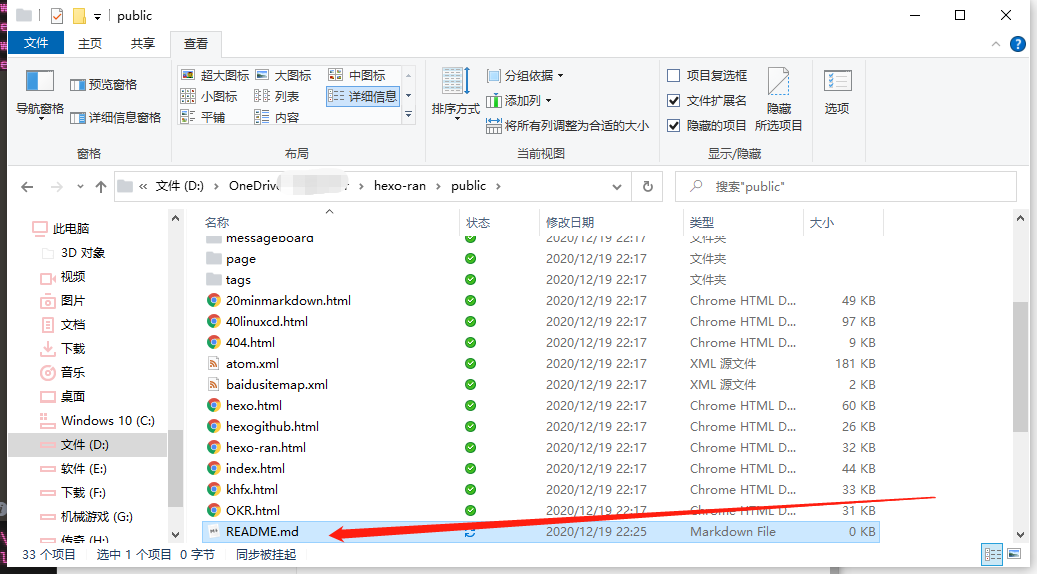 public
文件 主页 共享 查看
导航窗格 预览窗格 详细信息窗格
窗格
超大图标 大图标 中图标
小图标 列表 详细信息
平铺 内容
布局
排序方式 分组依据
添加列
将所有列调整为合适的大小
当前视图
项目复选框
文件扩展名
隐藏的项目
隐藏
所选项目
显示/隐藏
选项
« 文件 (D:) › hexo-ran › public ›
搜索"public"
此电脑
3D 对象
视频
图片
文档
下载
音乐
桌面
Windows 10 (C:)
文件 (D:)
软件 (E:)
下载 (F:)
机械游戏 (G:)
传奇 (H:)
名称 状态 修改日期 类型 大小
messageboard 2020/12/19 22:17 文件夹
page 2020/12/19 22:17 文件夹
tags 2020/12/19 22:17 文件夹
20minmarkdown.html 2020/12/19 22:17 Chrome HTML D... 49 KB
40linuxcd.html 2020/12/19 22:17 Chrome HTML D... 97 KB
404.html 2020/12/19 22:17 Chrome HTML D... 9 KB
atom.xml 2020/12/19 22:17 XML 源文件 181 KB
baidusitemap.xml 2020/12/19 22:17 XML 源文件 2 KB
hexo.html 2020/12/19 22:17 Chrome HTML D... 60 KB
hexogithub.html 2020/12/19 22:17 Chrome HTML D... 26 KB
hexo-ran.html 2020/12/19 22:17 Chrome HTML D... 32 KB
index.html 2020/12/19 22:17 Chrome HTML D... 44 KB
khfx.html 2020/12/19 22:17 Chrome HTML D... 33 KB
OKR.html 2020/12/19 22:17 Chrome HTML D... 31 KB
README.md 2020/12/19 22:25 Markdown File 0 KB
33 个项目 选中 1 个项目 0 字节 同步被挂起